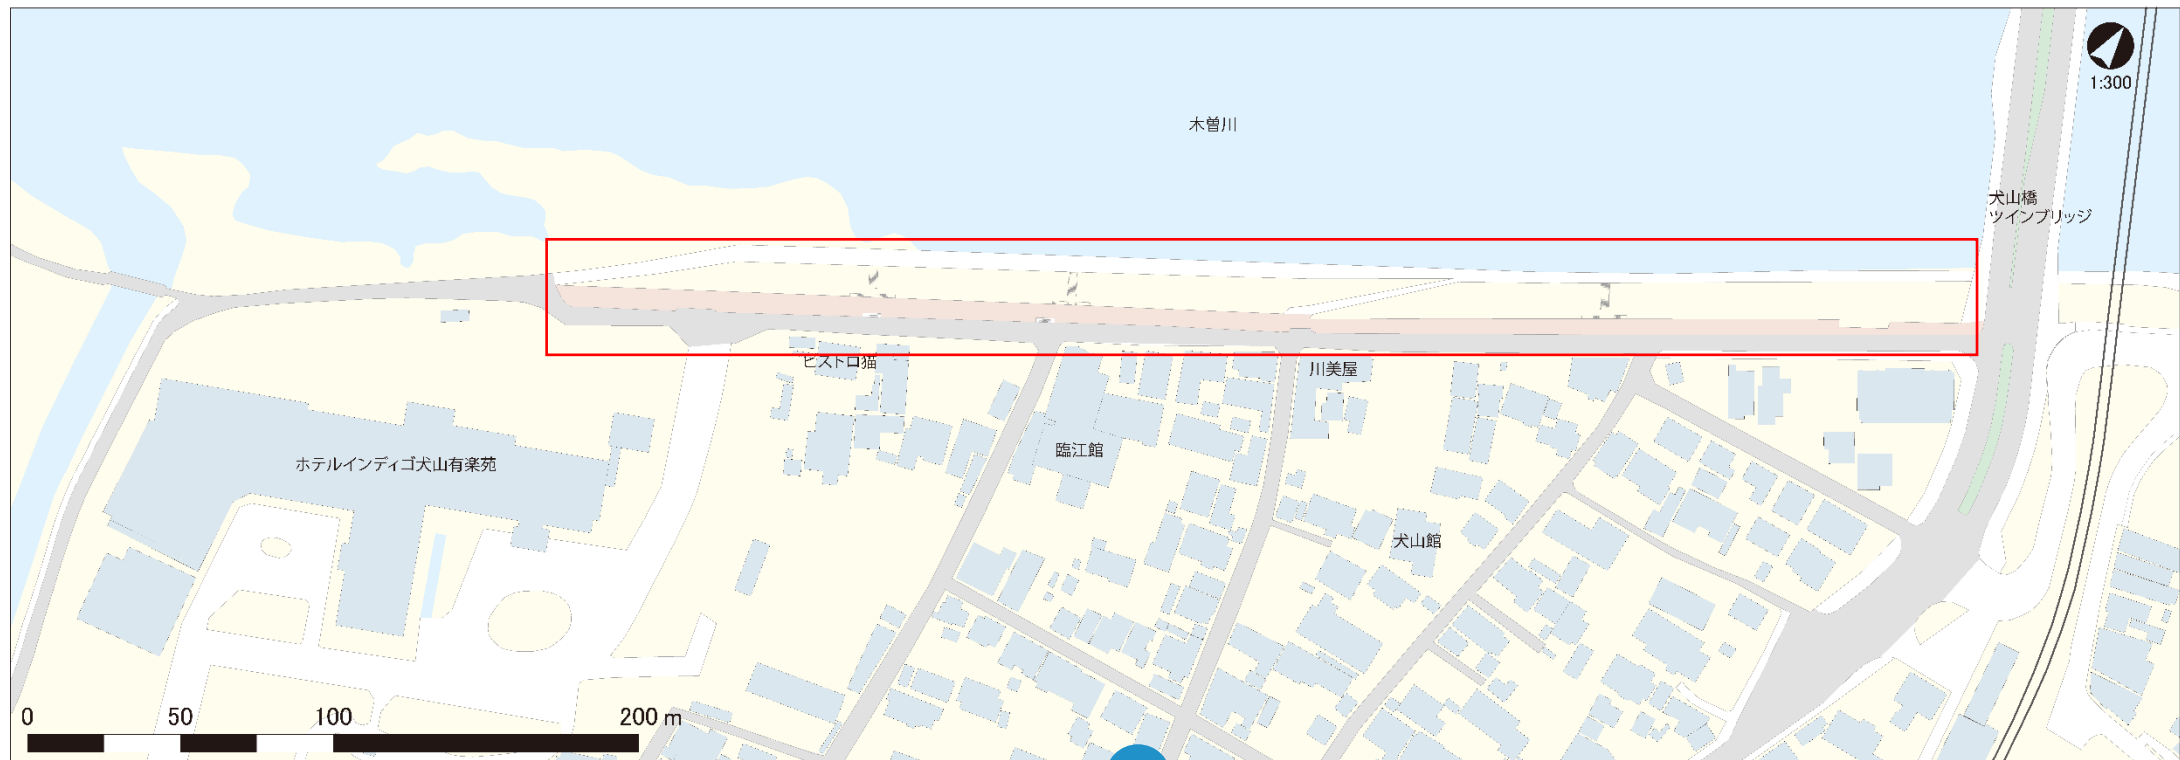 1:300
木曽川
犬山橋
ツインブリッジ
ビストロ猫
川美屋
臨江館
ホテルインディゴ犬山有楽苑
犬山館
0 50 100 200 m